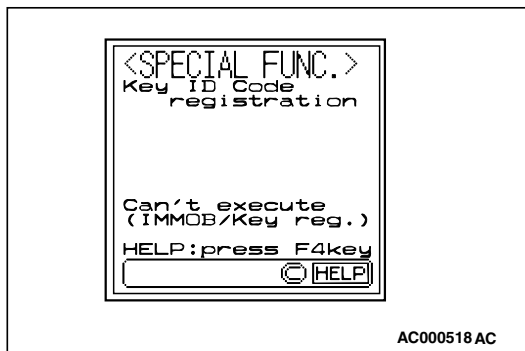 <SPECIAL FUNC.>
Key ID Code
registration
Can't execute
(IMMOB/Key reg.)
HELP:press F4key
Ⓒ HELP
AC000518 AC